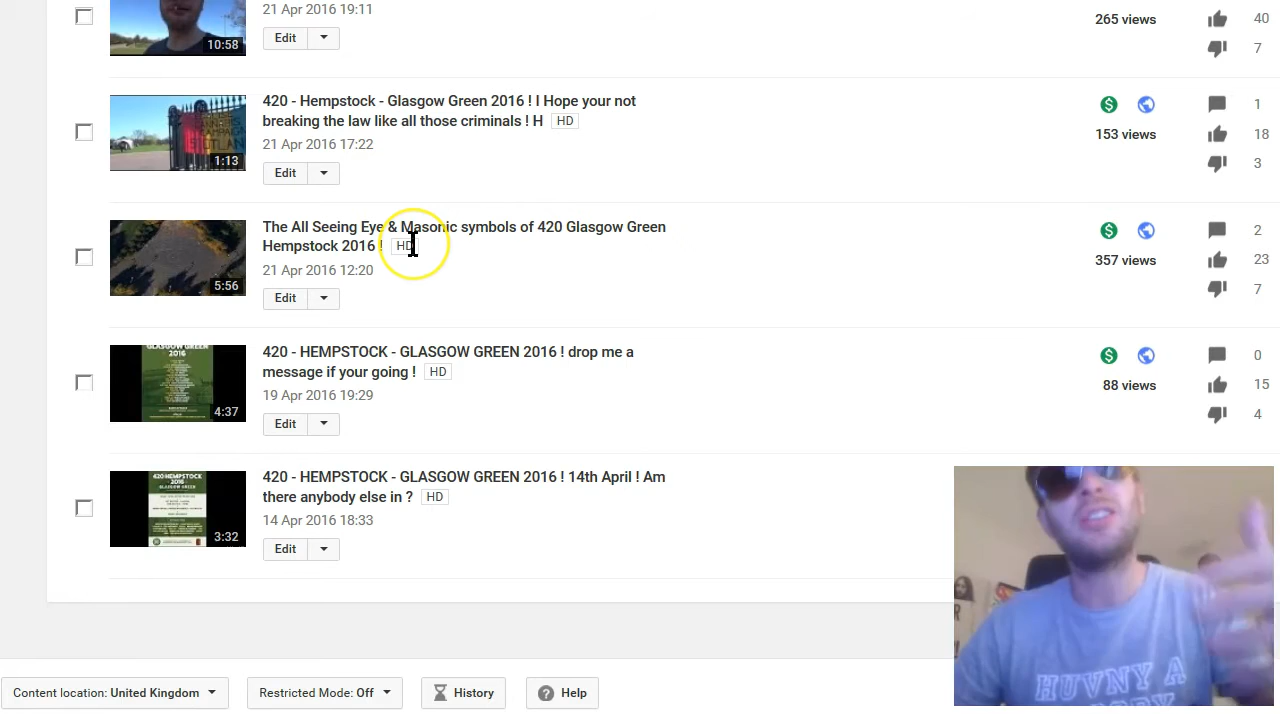 21 Apr 2016 19:11
10:58
Edit
265 views
40
7
420 - Hempstock - Glasgow Green 2016 ! I Hope your not
breaking the law like all those criminals ! H HD
21 Apr 2016 17:22
1:13
Edit
153 views
1
18
3
The All Seeing Eye & Masonic symbols of 420 Glasgow Green
Hempstock 2016 ! HD
21 Apr 2016 12:20
5:56
Edit
357 views
2
23
7
420 - HEMPSTOCK - GLASGOW GREEN 2016 ! drop me a
message if your going ! HD
19 Apr 2016 19:29
GLASGOW GREEN
2016
4:37
Edit
88 views
0
15
4
420 - HEMPSTOCK - GLASGOW GREEN 2016 ! 14th April ! Am
there anybody else in ? HD
14 Apr 2016 18:33
420 HEMPSTOCK
2016
GLASGOW GREEN
3:32
Edit
HUVNY A
Content location: United Kingdom
Restricted Mode: Off
History
Help